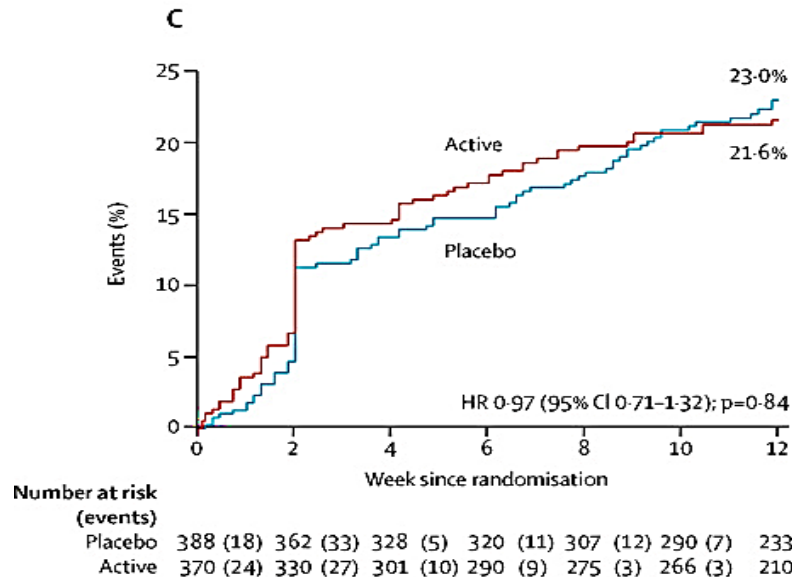 C
25
20
15
10
5
0
Events (%)
23·0%
21·6%
Active
Placebo
HR 0·97 (95% CI 0·71–1·32); p=0·84
0 2 4 6 8 10 12
Week since randomisation
Number at risk
(events)
Placebo 388 (18) 362 (33) 328 (5) 320 (11) 307 (12) 290 (7) 233
Active 370 (24) 330 (27) 301 (10) 290 (9) 275 (3) 266 (3) 210